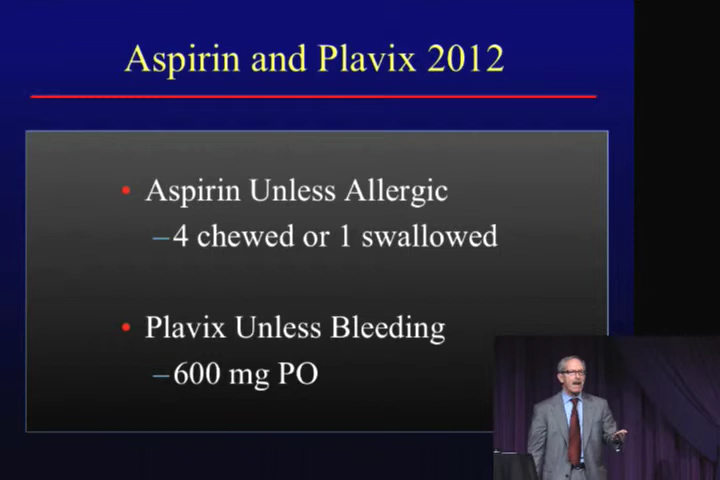 Aspirin and Plavix 2012
• Aspirin Unless Allergic
–4 chewed or 1 swallowed
• Plavix Unless Bleeding
–600 mg PO